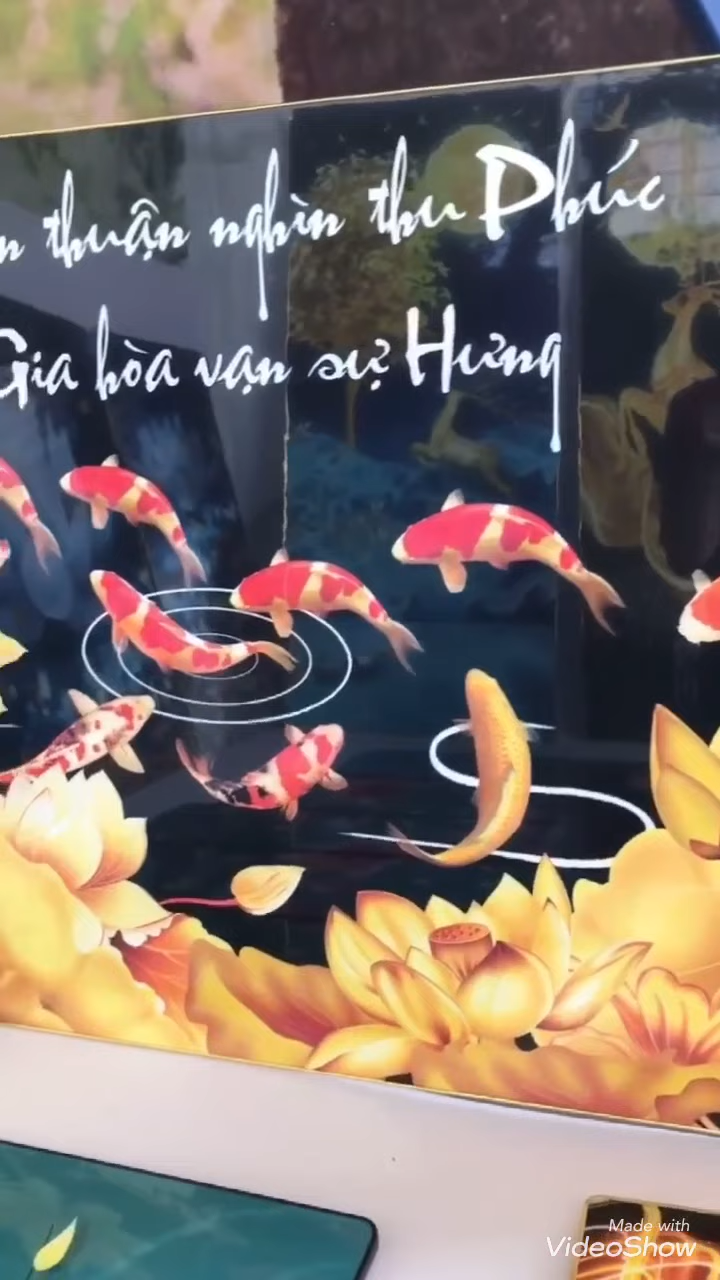 thuận nghìn thu Phúc
Gia hòa vạn sự Hưng
Made with
VideoShow